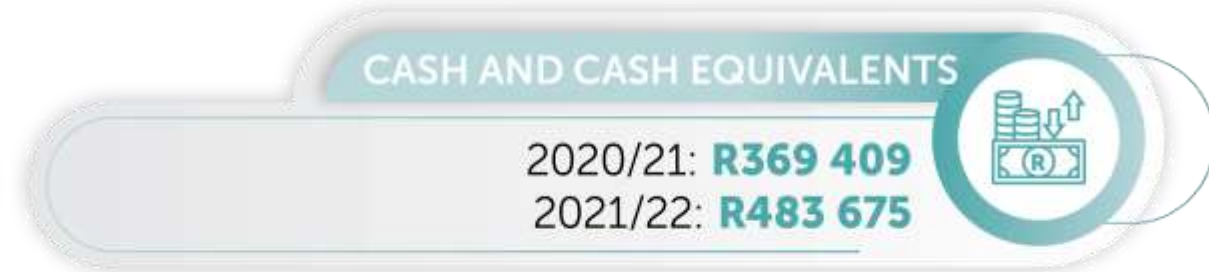 CASH AND CASH EQUIVALENTS
2020/21: R369 409
2021/22: R483 675
R